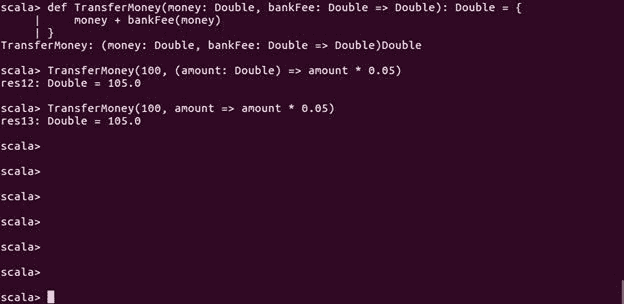 scala> def TransferMoney(money: Double, bankFee: Double => Double): Double = {
     |     money + bankFee(money)
     | }
TransferMoney: (money: Double, bankFee: Double => Double)Double
scala> TransferMoney(100, (amount: Double) => amount * 0.05)
res12: Double = 105.0
scala> TransferMoney(100, amount => amount * 0.05)
res13: Double = 105.0
scala>
scala>
scala>
scala>
scala>
scala>
scala>